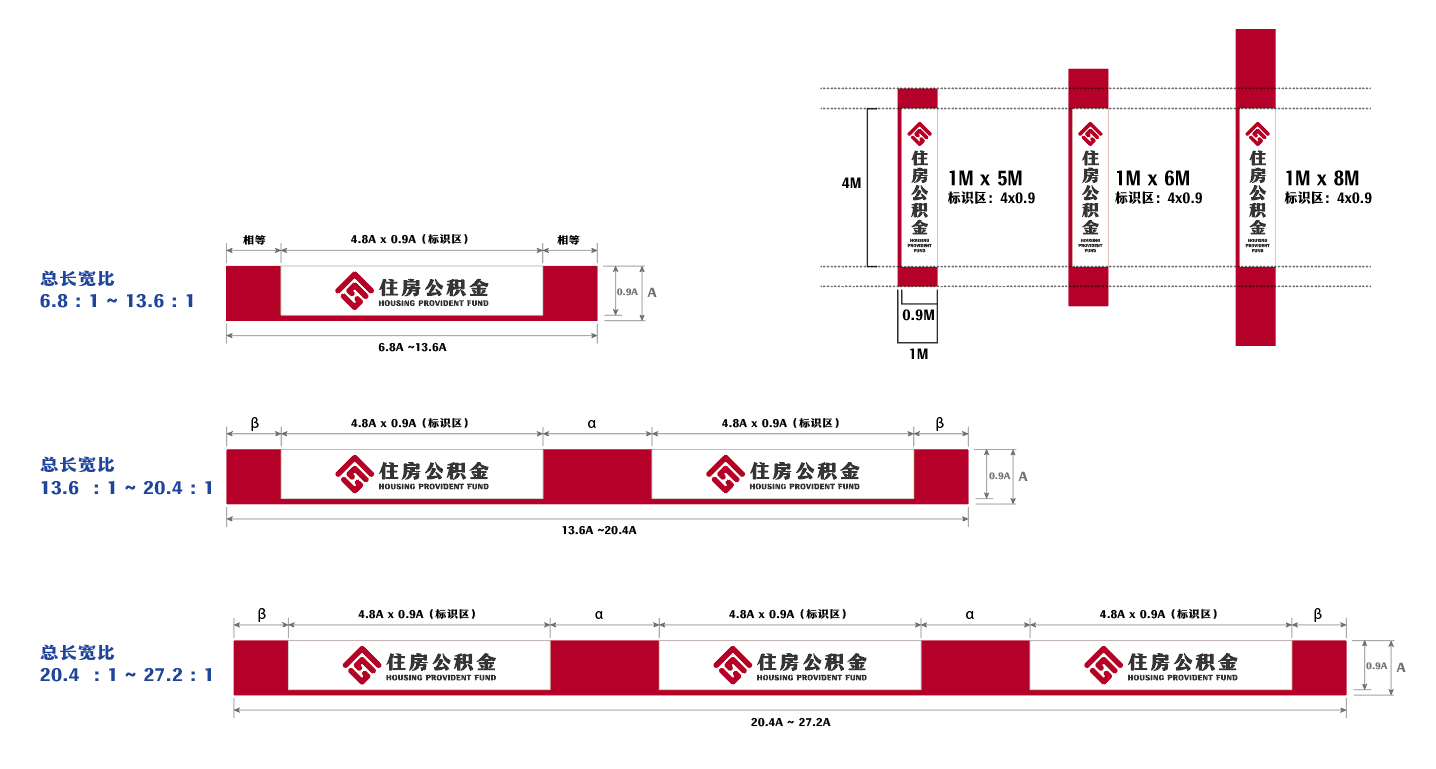 4M
住房公积金
HOUSING
PROVIDENT
FUND
1M x 5M
标识区：4x0.9
住房公积金
HOUSING
PROVIDENT
FUND
1M x 6M
标识区：4x0.9
住房公积金
HOUSING
PROVIDENT
FUND
1M x 8M
标识区：4x0.9
0.9M
1M
总长宽比
6.8：1 ~ 13.6：1
相等
4.8A x 0.9A（标识区）
相等
住房公积金
HOUSING PROVIDENT FUND
0.9A
A
6.8A ~13.6A
总长宽比
13.6 ：1 ~ 20.4：1
β
4.8A x 0.9A（标识区）
α
4.8A x 0.9A（标识区）
β
住房公积金
HOUSING PROVIDENT FUND
住房公积金
HOUSING PROVIDENT FUND
0.9A
A
13.6A ~20.4A
总长宽比
20.4 ：1 ~ 27.2：1
β
4.8A x 0.9A（标识区）
α
4.8A x 0.9A（标识区）
α
4.8A x 0.9A（标识区）
β
住房公积金
HOUSING PROVIDENT FUND
住房公积金
HOUSING PROVIDENT FUND
住房公积金
HOUSING PROVIDENT FUND
0.9A
A
20.4A ~ 27.2A